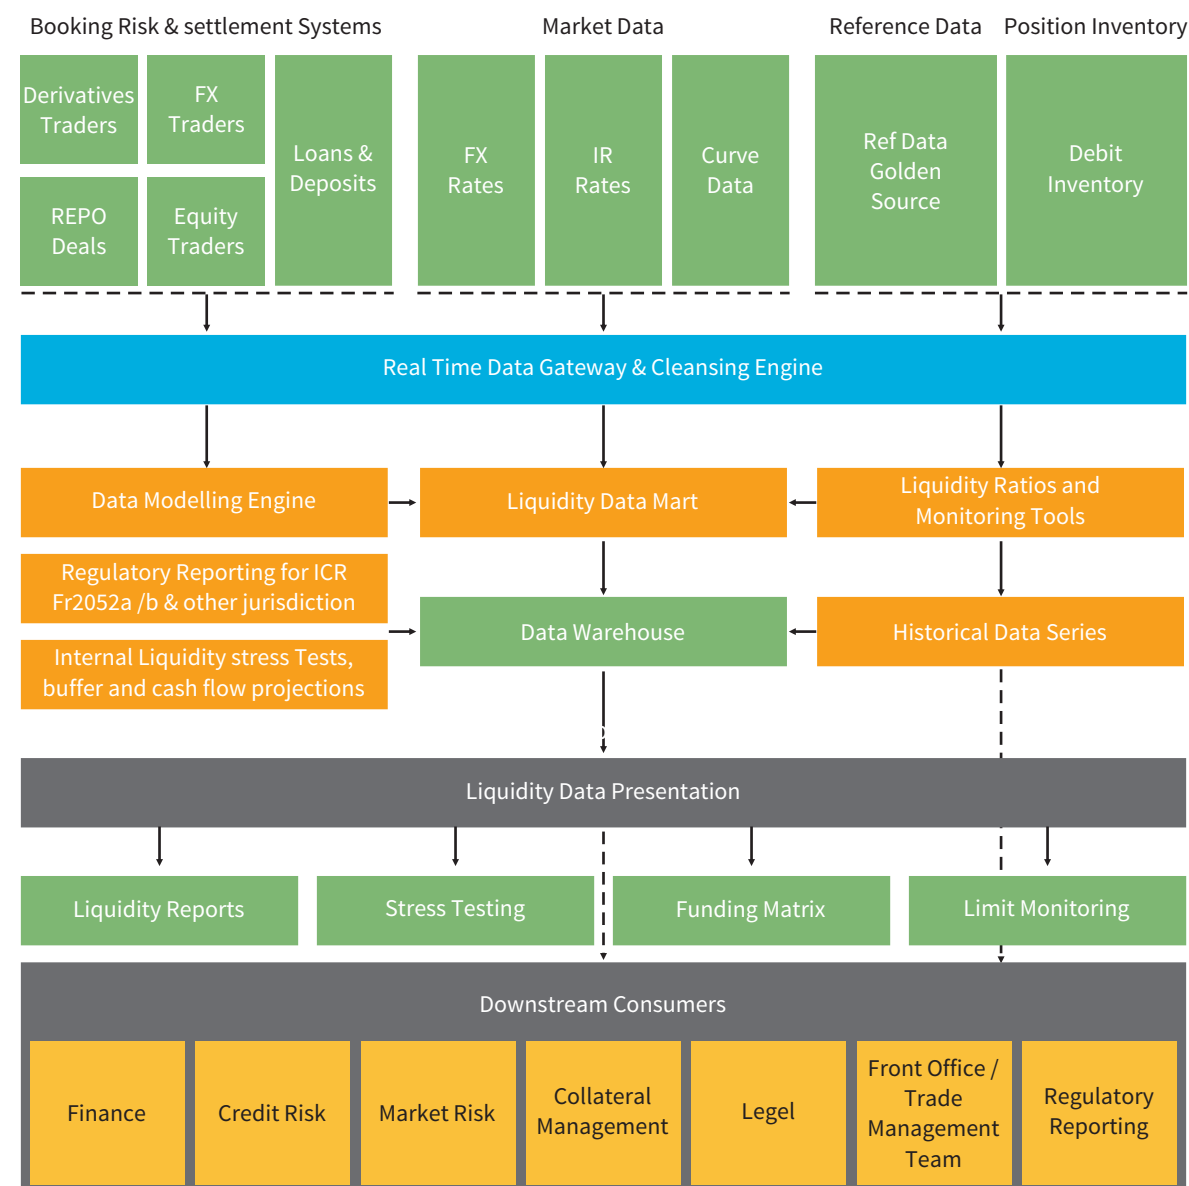 Booking Risk & settlement Systems
Market Data
Reference Data
Position Inventory
Derivatives
Traders
FX
Traders
Loans &
Deposits
REPO
Deals
Equity
Traders
FX
Rates
IR
Rates
Curve
Data
Ref Data
Golden
Source
Debit
Inventory
Real Time Data Gateway & Cleansing Engine
Data Modelling Engine
Liquidity Data Mart
Liquidity Ratios and
Monitoring Tools
Regulatory Reporting for ICR
Fr2052a /b & other jurisdiction
Internal Liquidity stress Tests,
buffer and cash flow projections
Data Warehouse
Historical Data Series
Liquidity Data Presentation
Liquidity Reports
Stress Testing
Funding Matrix
Limit Monitoring
Downstream Consumers
Finance
Credit Risk
Market Risk
Collateral
Management
Legel
Front Office /
Trade
Management
Team
Regulatory
Reporting